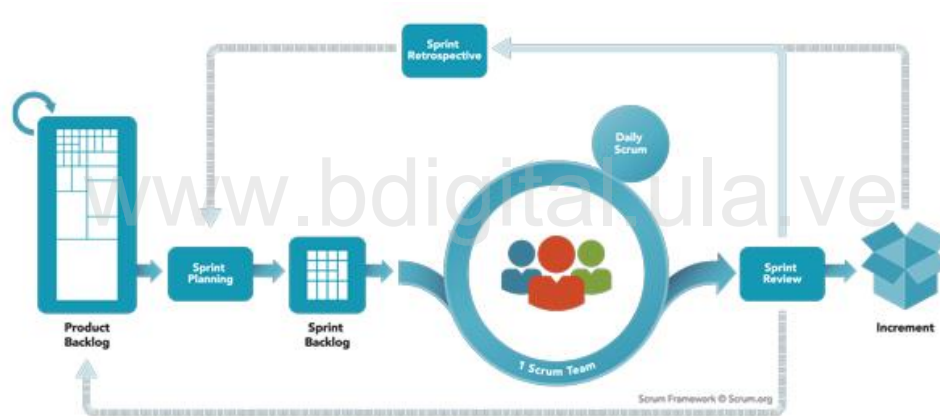 Sprint
Retrospective
Daily
Scrum
www.bdigital.ula.ve
Sprint
Planning
Sprint
Review
Product
Backlog
Sprint
Backlog
Increment
1 Scrum Team
Scrum Framework © Scrum.org